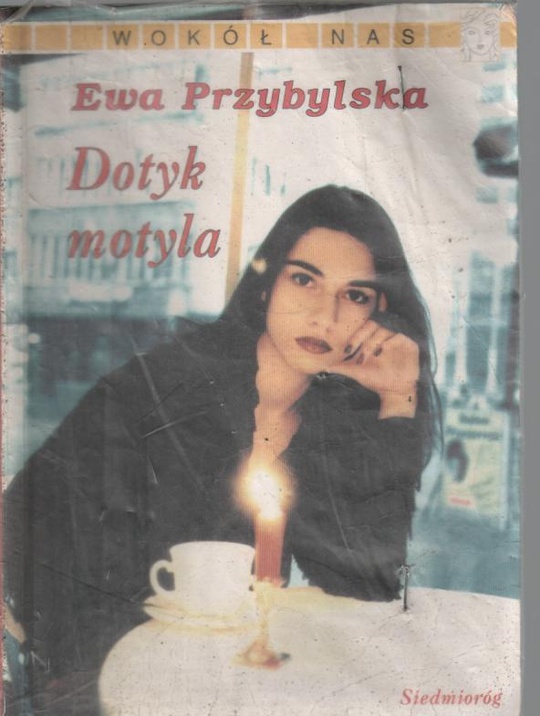 WOKÓŁ NAS
Ewa Przybylska
Dotyk
motyla
Siedmioróg